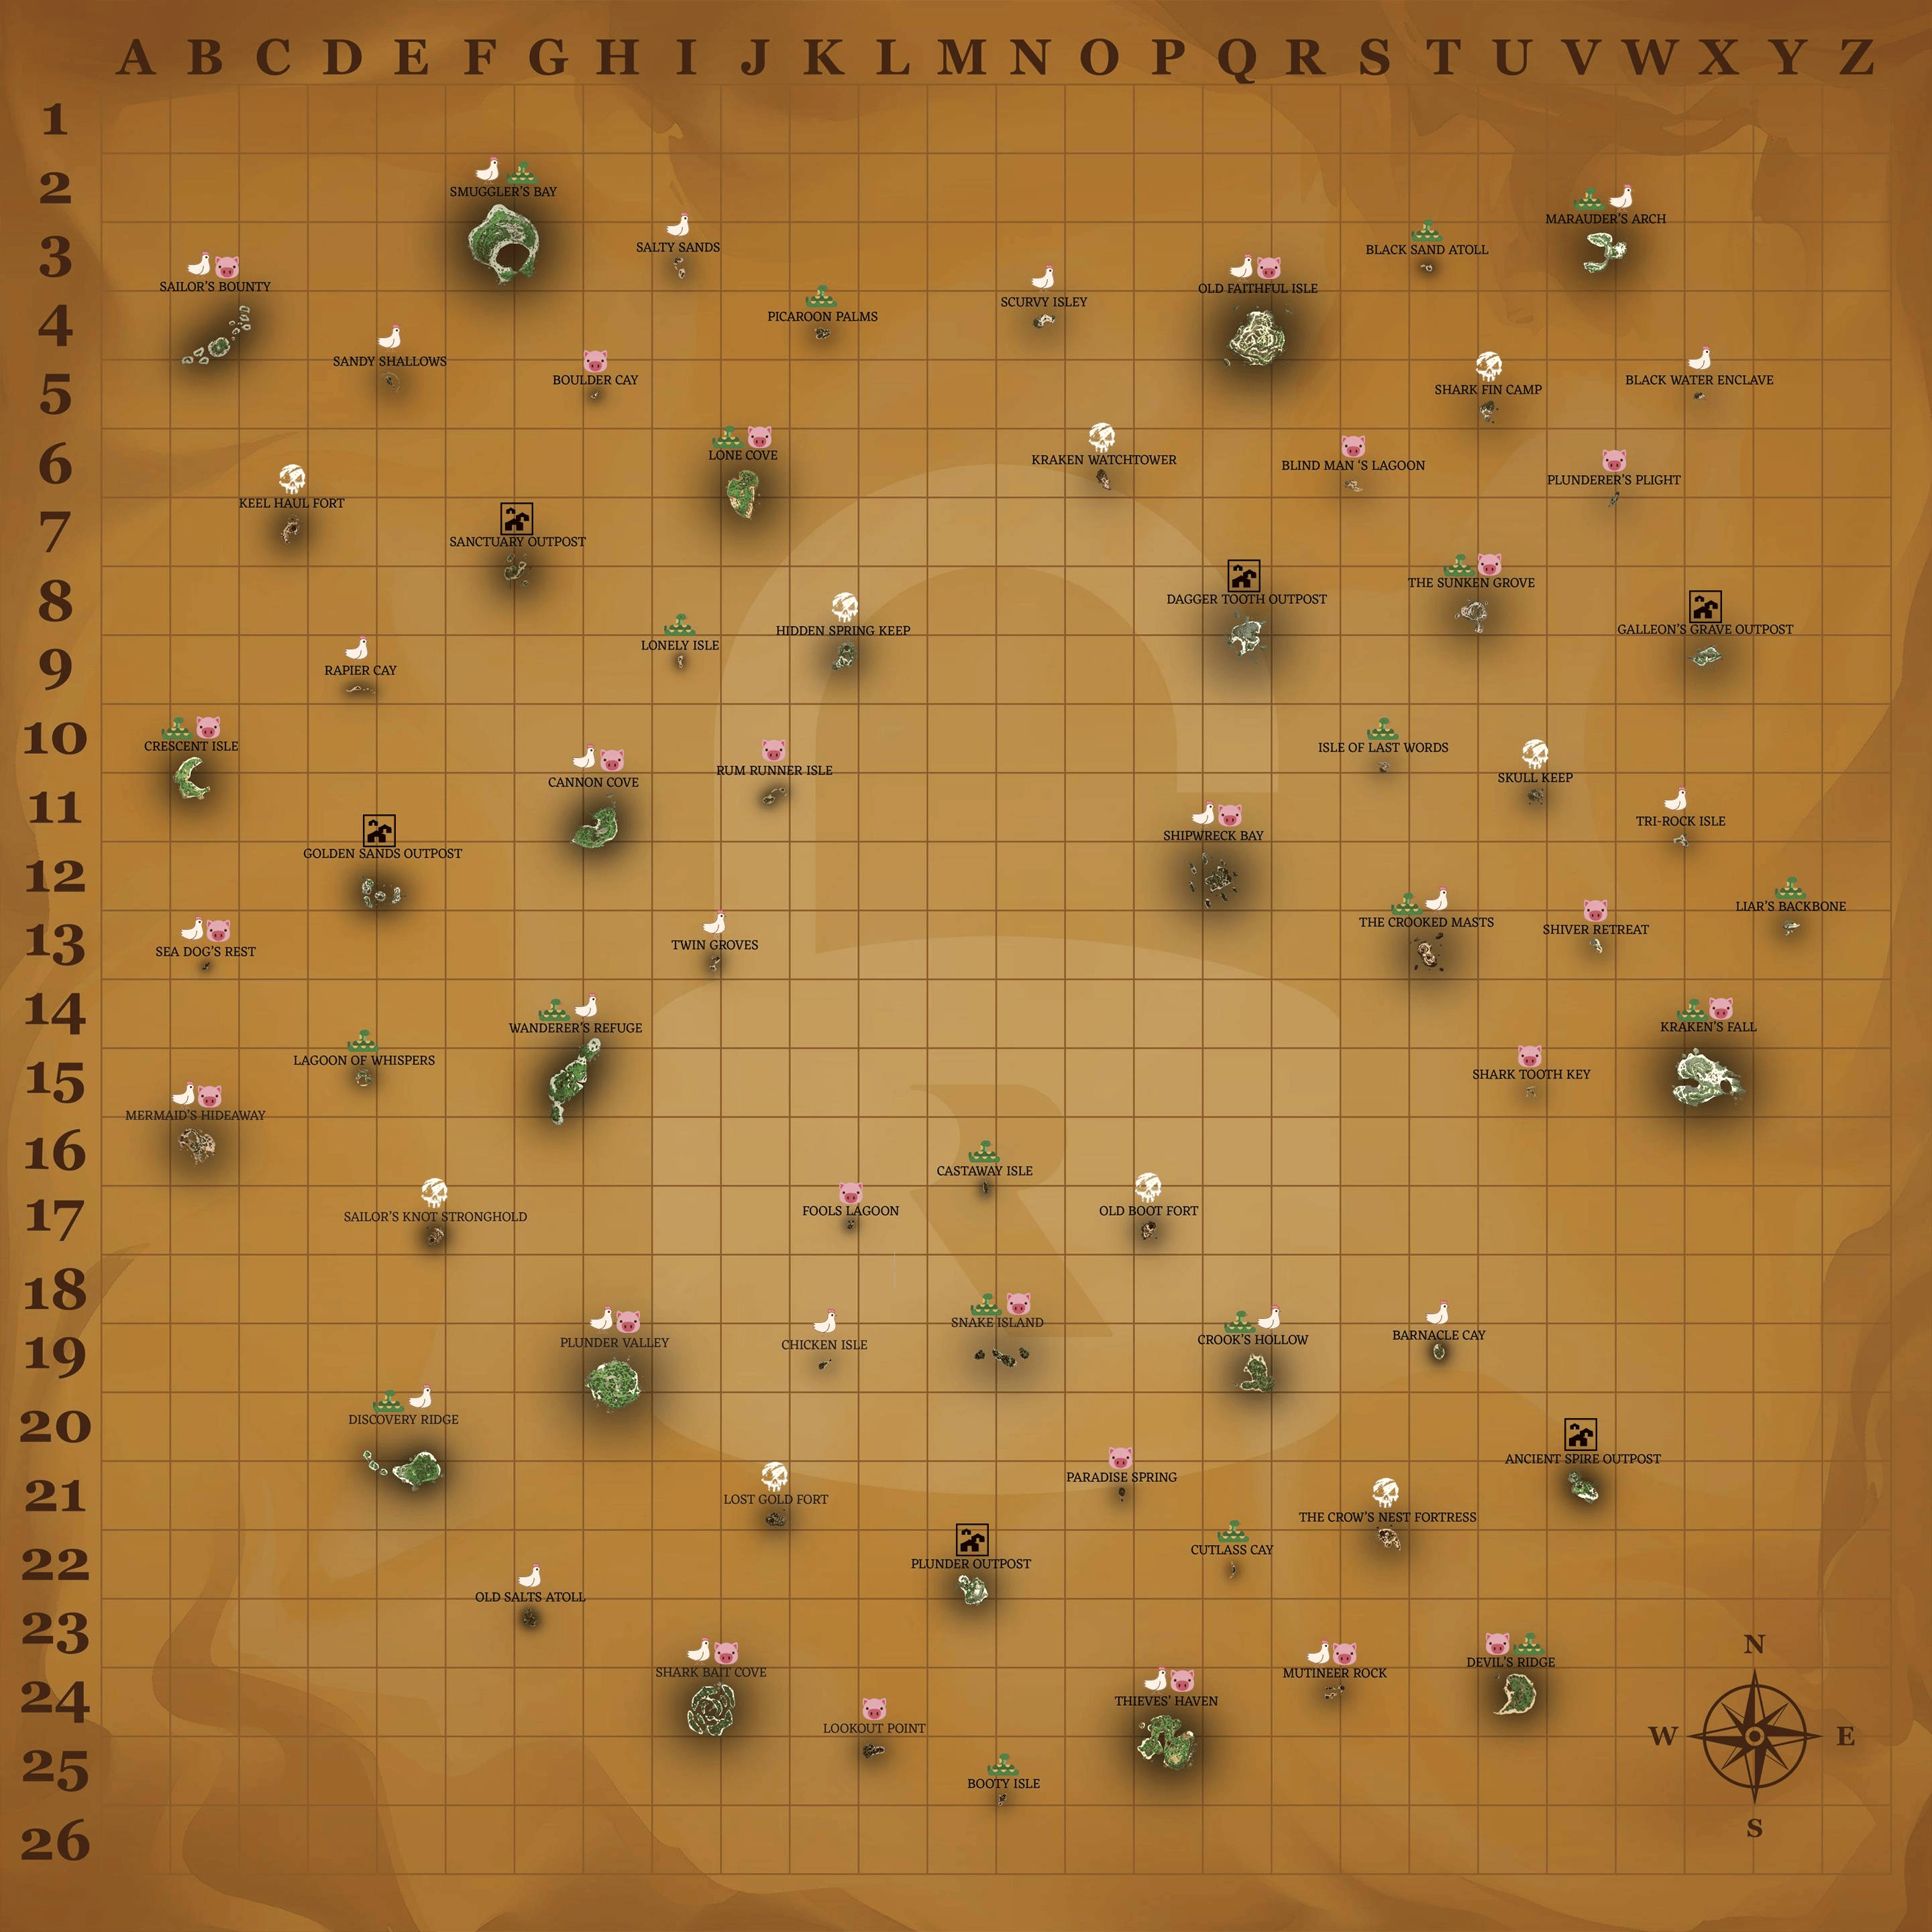 A B C D E F G H I J K L M N O P Q R S T U V W X Y Z
1
2
SMUGGLER'S BAY
MARAUDER'S ARCH
3
SALTY SANDS
BLACK SAND ATOLL
SAILOR'S BOUNTY
OLD FAITHFUL ISLE
4
SCURVY ISLEY
PICAROON PALMS
SANDY SHALLOWS
5
BOULDER CAY
BLACK WATER ENCLAVE
SHARK FIN CAMP
6
LONE COVE
KRAKEN WATCHTOWER
BLIND MAN 'S LAGOON
PLUNDERER'S PLIGHT
7
KEEL HAUL FORT
SANCTUARY OUTPOST
8
THE SUNKEN GROVE
DAGGER TOOTH OUTPOST
HIDDEN SPRING KEEP
GALLEON'S GRAVE OUTPOST
9
LONELY ISLE
RAPIER CAY
10
CRESCENT ISLE
ISLE OF LAST WORDS
RUM RUNNER ISLE
11
SKULL KEEP
CANNON COVE
TRI-ROCK ISLE
SHIPWRECK BAY
12
GOLDEN SANDS OUTPOST
LIAR'S BACKBONE
13
THE CROOKED MASTS
SHIVER RETREAT
TWIN GROVES
SEA DOG'S REST
14
WANDERER'S REFUGE
KRAKEN'S FALL
15
LAGOON OF WHISPERS
SHARK TOOTH KEY
MERMAID'S HIDEAWAY
16
CASTAWAY ISLE
17
FOOLS LAGOON
OLD BOOT FORT
SAILOR'S KNOT STRONGHOLD
18
SNAKE ISLAND
19
BARNACLE CAY
CROOK'S HOLLOW
PLUNDER VALLEY
CHICKEN ISLE
20
DISCOVERY RIDGE
ANCIENT SPIRE OUTPOST
21
PARADISE SPRING
LOST GOLD FORT
THE CROW'S NEST FORTRESS
22
CUTLASS CAY
PLUNDER OUTPOST
OLD SALTS ATOLL
23
DEVIL'S RIDGE
24
SHARK BAIT COVE
MUTINEER ROCK
THIEVES' HAVEN
LOOKOUT POINT
25
BOOTY ISLE
26
N
W
E
S
R